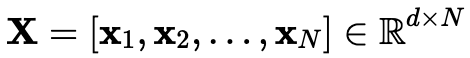 𝐗 = [𝐱₁, 𝐱₂, . . . , 𝐱_N] ∈ ℝ^{d×N}